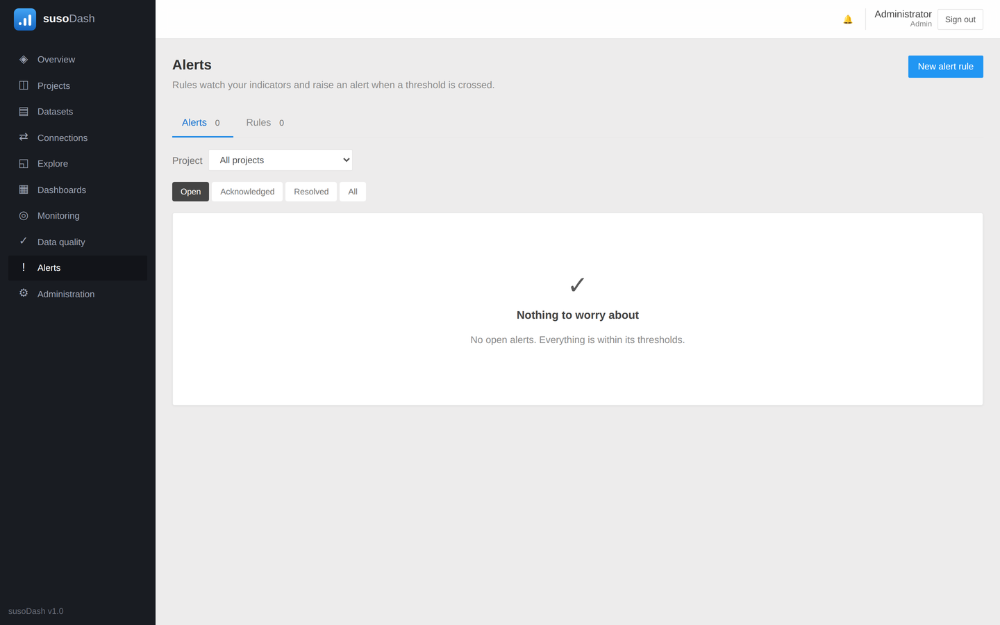 susoDash
Overview
Projects
Datasets
Connections
Explore
Dashboards
Monitoring
Data quality
Alerts
Administration
susoDash v1.0
Administrator
Admin
Sign out
Alerts
New alert rule
Rules watch your indicators and raise an alert when a threshold is crossed.
Alerts 0 Rules 0
Project All projects
Open Acknowledged Resolved All
Nothing to worry about
No open alerts. Everything is within its thresholds.